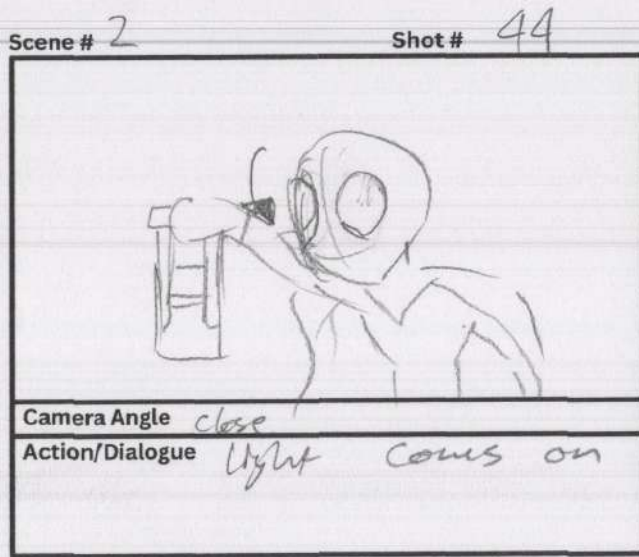 Scene # 2 Shot # 44
Camera Angle close
Action/Dialogue Light comes on